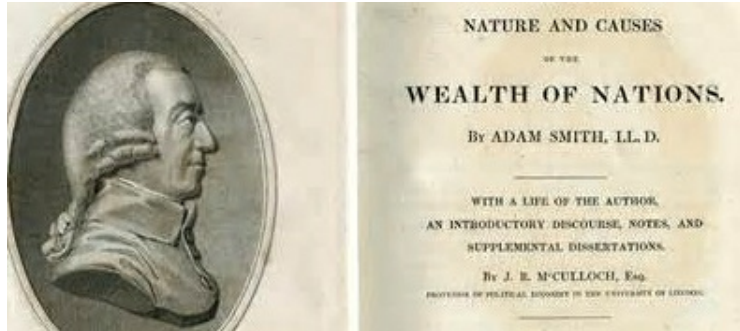 NATURE AND CAUSES
OF THE
WEALTH OF NATIONS.
By ADAM SMITH, LL. D.
WITH A LIFE OF THE AUTHOR,
AN INTRODUCTORY DISCOURSE, NOTES, AND
SUPPLEMENTAL DISSERTATIONS.
By J. R. M‘CULLOCH, Esq.
PROFESSOR OF POLITICAL ECONOMY IN THE UNIVERSITY OF LONDON.